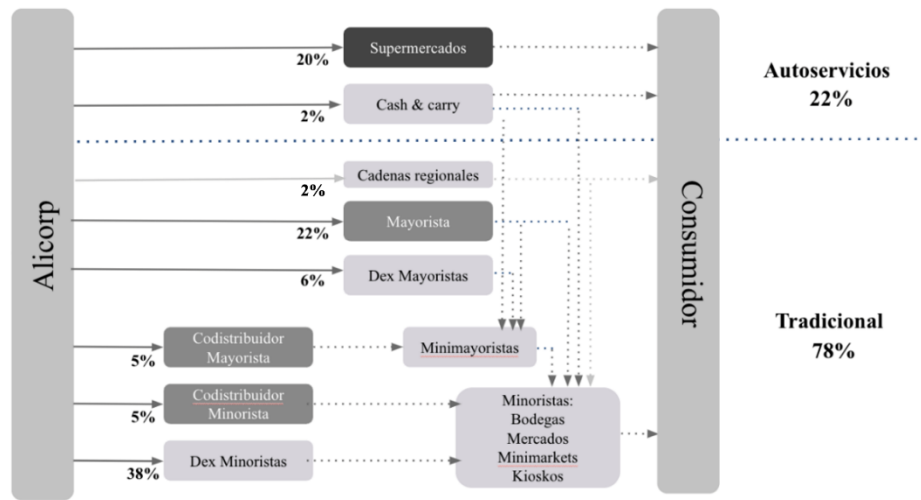 Alicorp
20%
Supermercados
2%
Cash & carry
2%
Cadenas regionales
22%
Mayorista
6%
Dex Mayoristas
5%
Codistribuidor
Mayorista
Minimayoristas
5%
Codistribuidor
Minorista
38%
Dex Minoristas
Minoristas:
Bodegas
Mercados
Minimarkets
Kioskos
Consumidor
Autoservicios
22%
Tradicional
78%